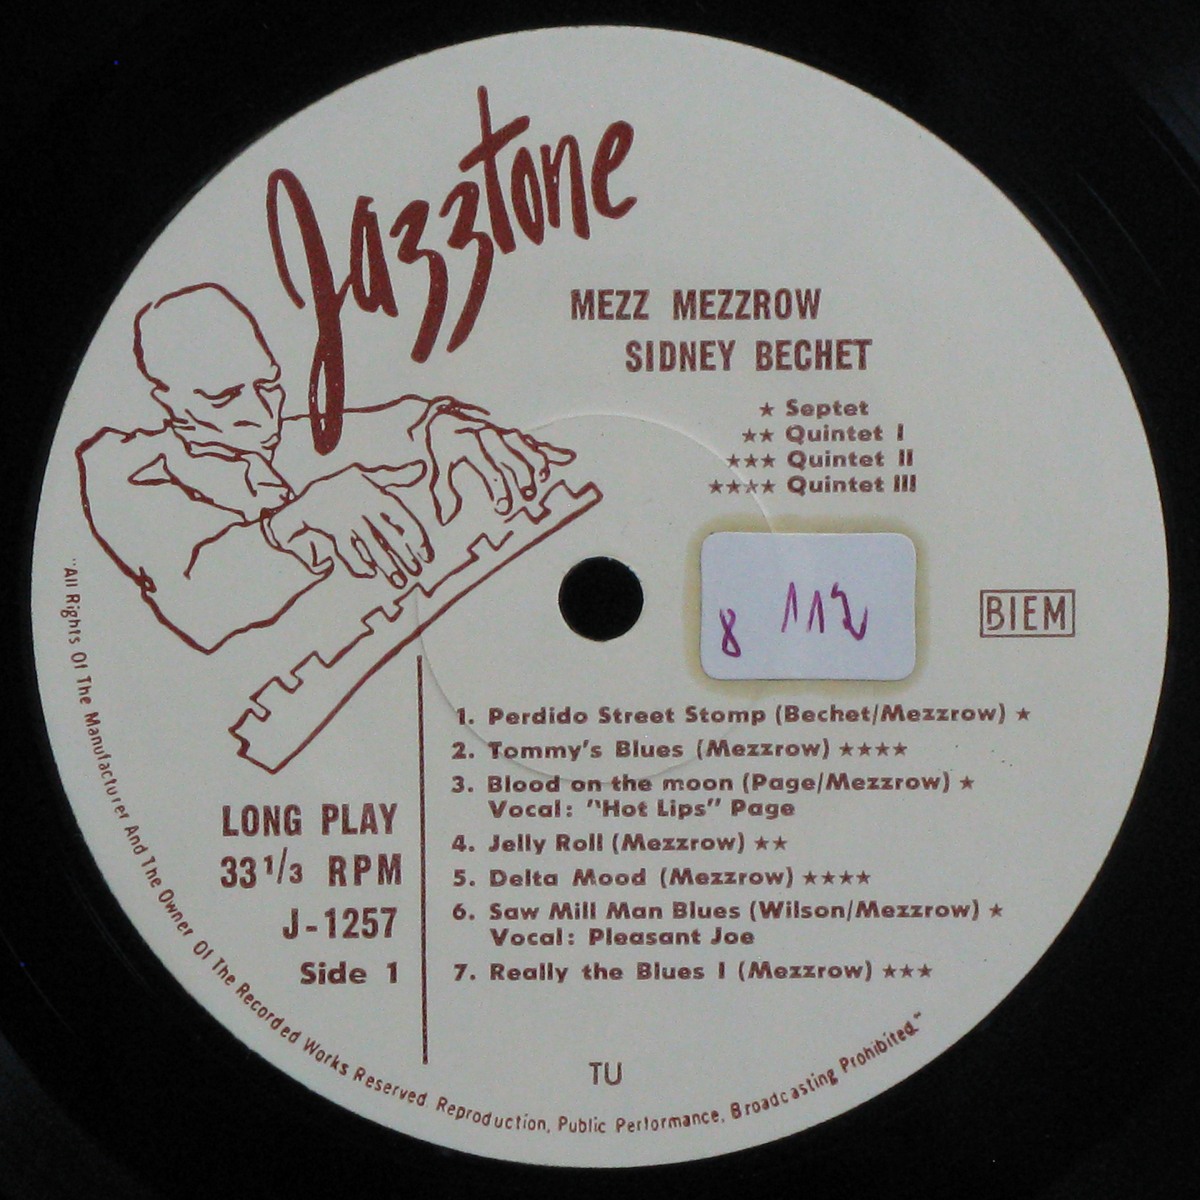 Jazztone
MEZZ MEZZROW
SIDNEY BECHET
★ Septet
★★ Quintet I
★★★ Quintet II
★★★★ Quintet III
8 112
BIEM
1. Perdido Street Stomp (Bechet/Mezzrow) ★
2. Tommy's Blues (Mezzrow) ★★★★
3. Blood on the moon (Page/Mezzrow) ★
Vocal: "Hot Lips" Page
4. Jelly Roll (Mezzrow) ★★
5. Delta Mood (Mezzrow) ★★★★
6. Saw Mill Man Blues (Wilson/Mezzrow) ★
Vocal: Pleasant Joe
7. Really the Blues I (Mezzrow) ★★★
LONG PLAY
33 1/3 RPM
J-1257
Side 1
TU
"All Rights Of The Manufacturer And The Owner Of The Recorded Works Reserved. Reproduction, Public Performance, Broadcasting Prohibited."